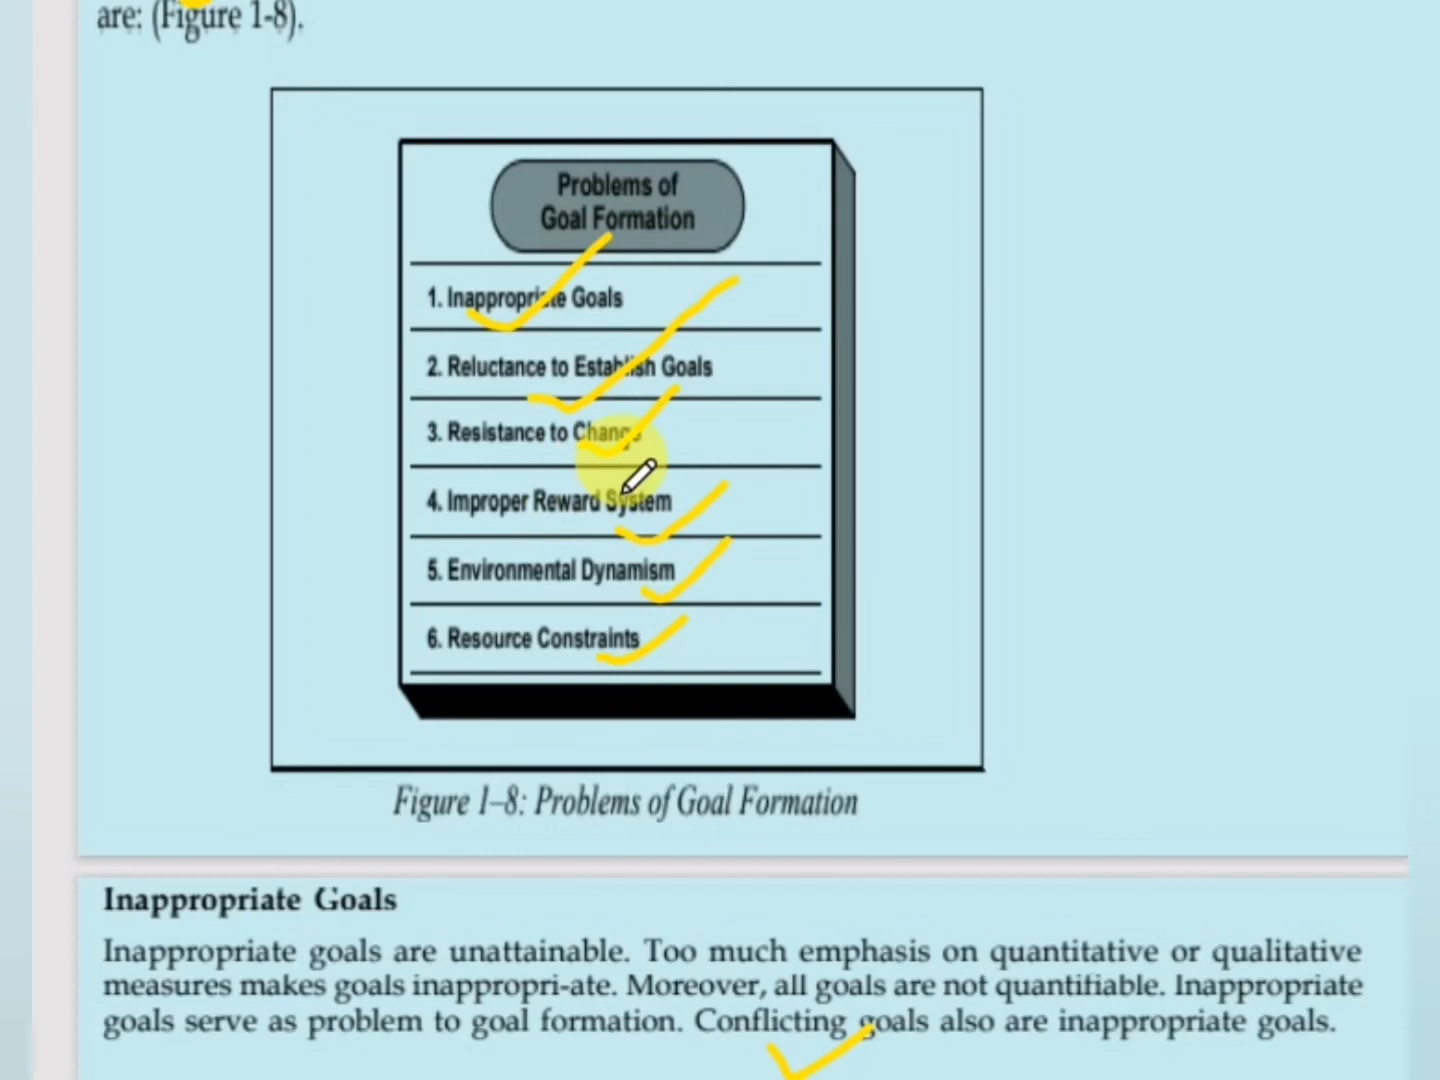 are: (Figure 1-8).
Problems of
Goal Formation
1. Inappropriate Goals
2. Reluctance to Establish Goals
3. Resistance to Change
4. Improper Reward System
5. Environmental Dynamism
6. Resource Constraints
Figure 1–8: Problems of Goal Formation
Inappropriate Goals
Inappropriate goals are unattainable. Too much emphasis on quantitative or qualitative
measures makes goals inappropri-ate. Moreover, all goals are not quantifiable. Inappropriate
goals serve as problem to goal formation. Conflicting goals also are inappropriate goals.